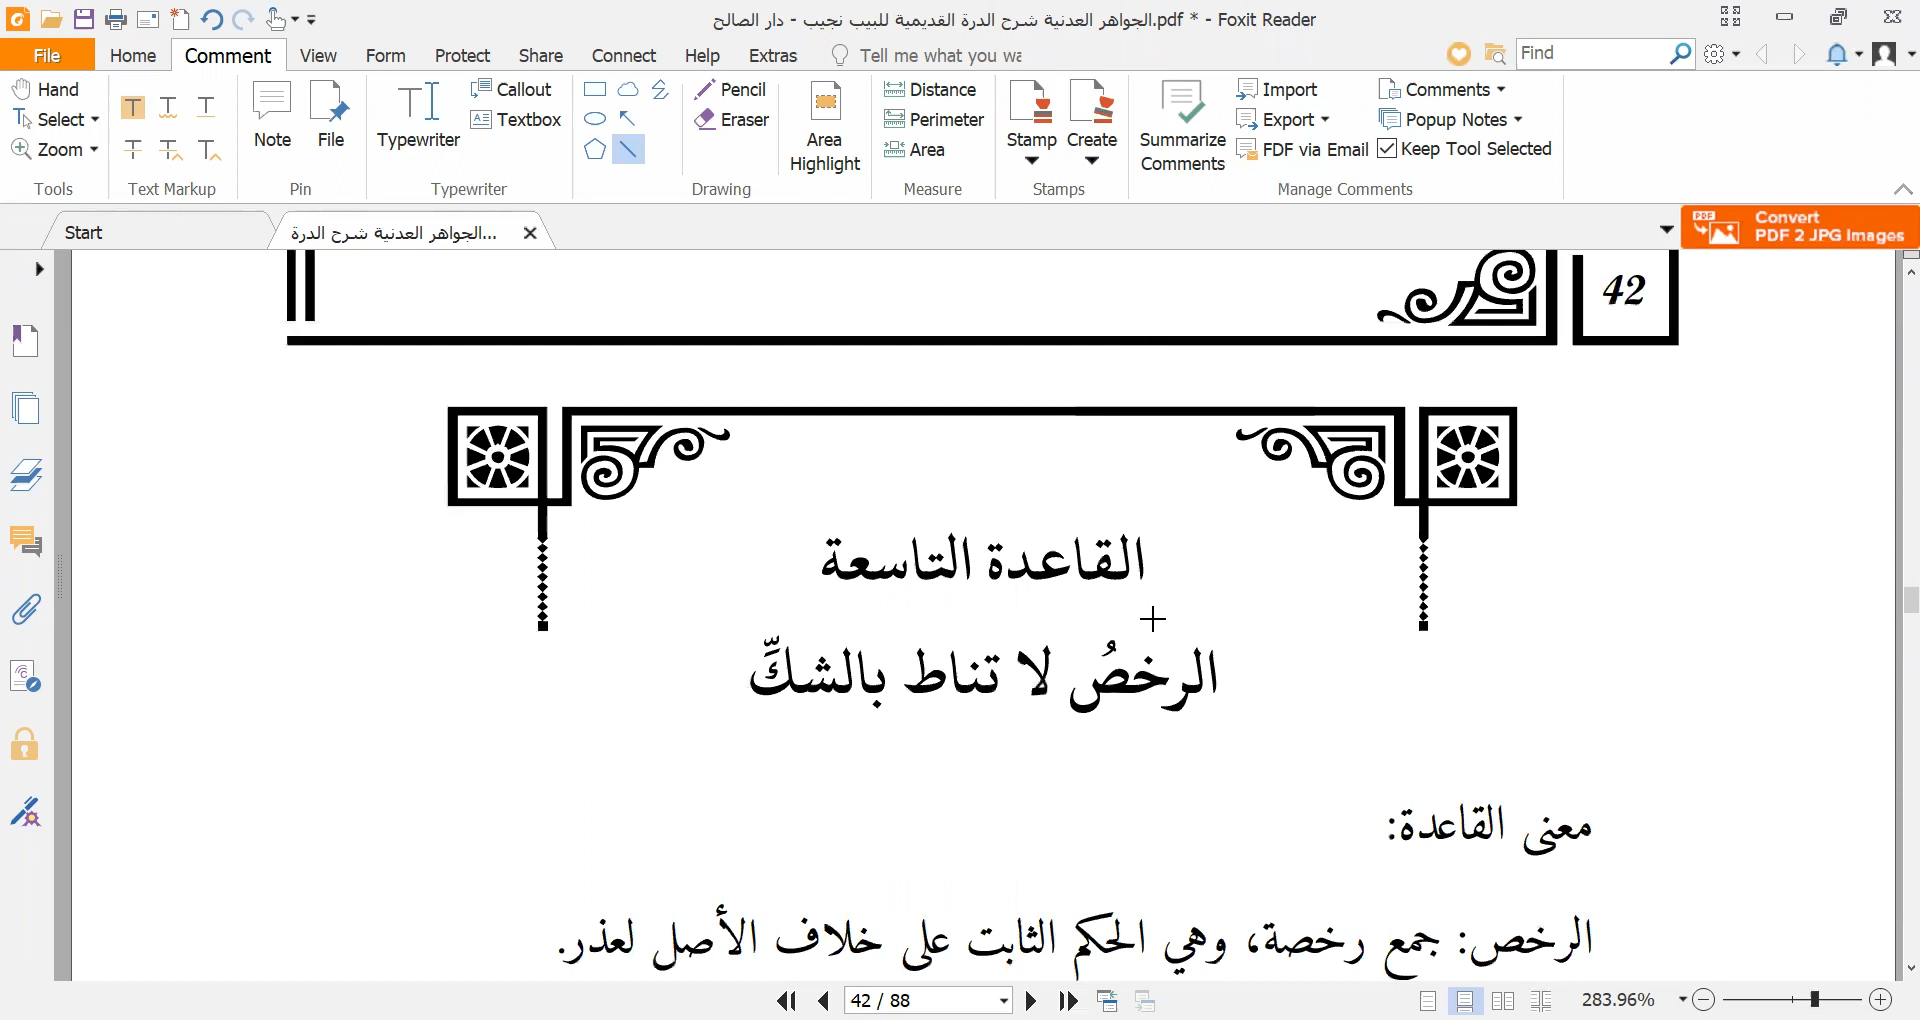 الجواهر العدنية شرح الدرة القديمية للبيب نجيب - دار الصالح.pdf * - Foxit Reader
File Home Comment View Form Protect Share Connect Help Extras Tell me what you wa Find
Hand
Select
Zoom
Tools
Text Markup
Note
File
Pin
Typewriter
Callout
Textbox
Typewriter
Pencil
Eraser
Drawing
Area
Highlight
Distance
Perimeter
Area
Measure
Stamp
Create
Stamps
Summarize
Comments
Import
Export
FDF via Email
Comments
Popup Notes
Keep Tool Selected
Manage Comments
Start
الجواهر العدنية شرح الدرة...
PDF
Convert
PDF 2 JPG Images
42
القاعدة التاسعة
الرخصُ لا تناط بالشكِّ
معنى القاعدة:
الرخص: جمع رخصة، وهي الحكم الثابت على خلاف الأصل لعذر.
42 / 88
283.96%